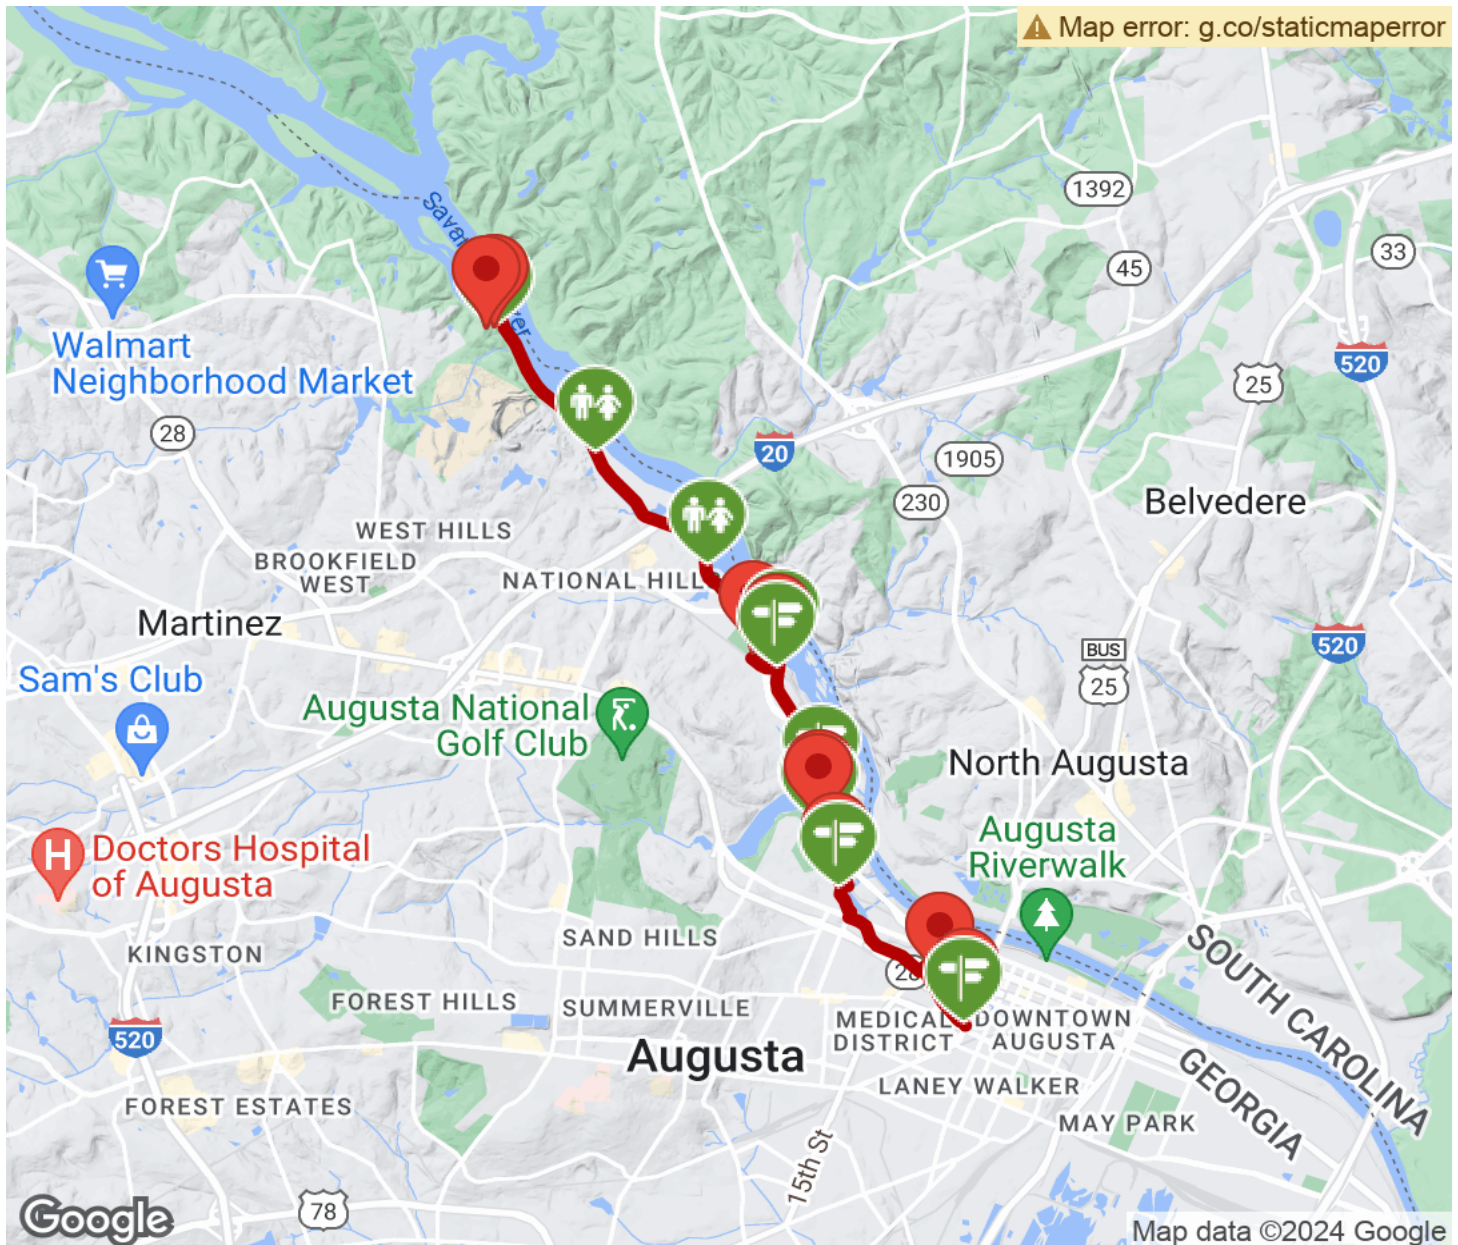 Map error: g.co/staticmaperror
1392
33
45
Walmart
Neighborhood Market
520
25
28
20
1905
230
Belvedere
WEST HILLS
BROOKFIELD
WEST
NATIONAL HILL
Martinez
520
BUS
25
Sam's Club
Augusta National
Golf Club
North Augusta
Augusta
Riverwalk
Doctors Hospital
of Augusta
KINGSTON
SAND HILLS
SOUTH CAROLINA
FOREST HILLS
SUMMERVILLE
MEDICAL
DISTRICT
DOWNTOWN
AUGUSTA
520
Augusta
LANEY WALKER
GEORGIA
FOREST ESTATES
MAY PARK
15th St
78
Google
Map data ©2024 Google